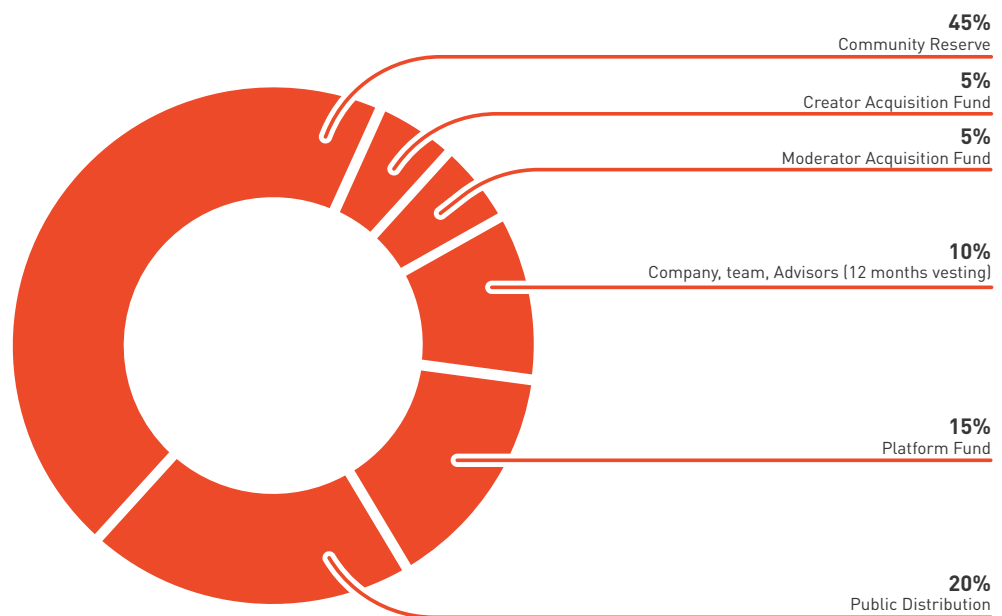 45%
Community Reserve
5%
Creator Acquisition Fund
5%
Moderator Acquisition Fund
10%
Company, team, Advisors (12 months vesting)
15%
Platform Fund
20%
Public Distribution